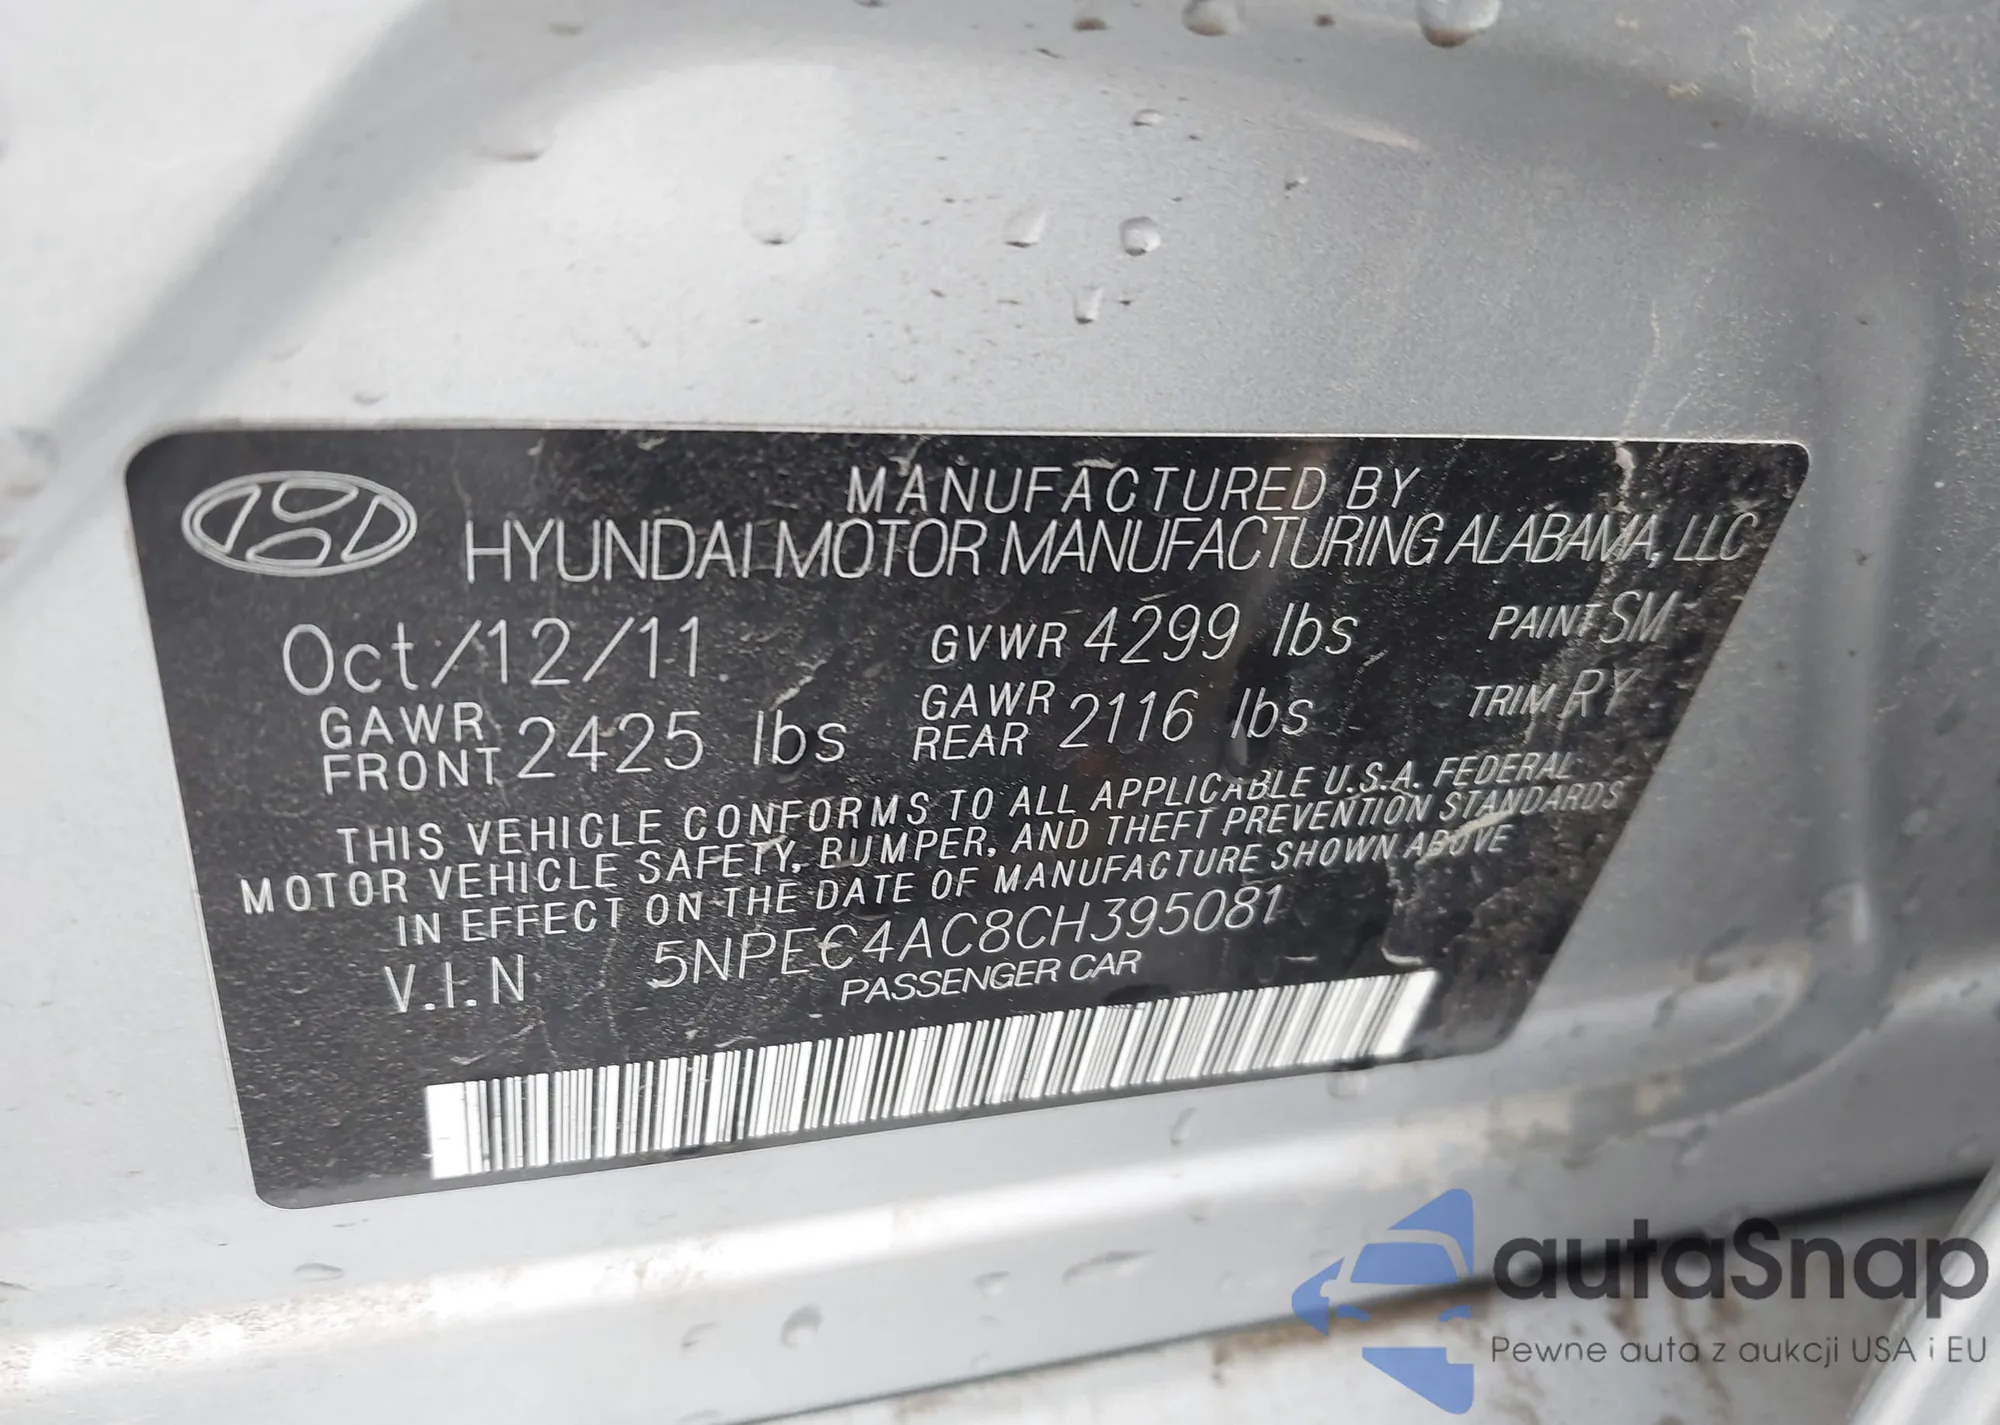 MANUFACTURED BY
HYUNDAI MOTOR MANUFACTURING ALABAMA, LLC
Oct/12/11 GVWR 4299 lbs PAINT SM
GAWR FRONT 2425 lbs GAWR REAR 2116 lbs TRIM RY
THIS VEHICLE CONFORMS TO ALL APPLICABLE U.S.A. FEDERAL
MOTOR VEHICLE SAFETY, BUMPER, AND THEFT PREVENTION STANDARDS
IN EFFECT ON THE DATE OF MANUFACTURE SHOWN ABOVE
V.I.N 5NPEC4AC8CH395081
PASSENGER CAR
autaSnap
Pewne auta z aukcji USA i EU